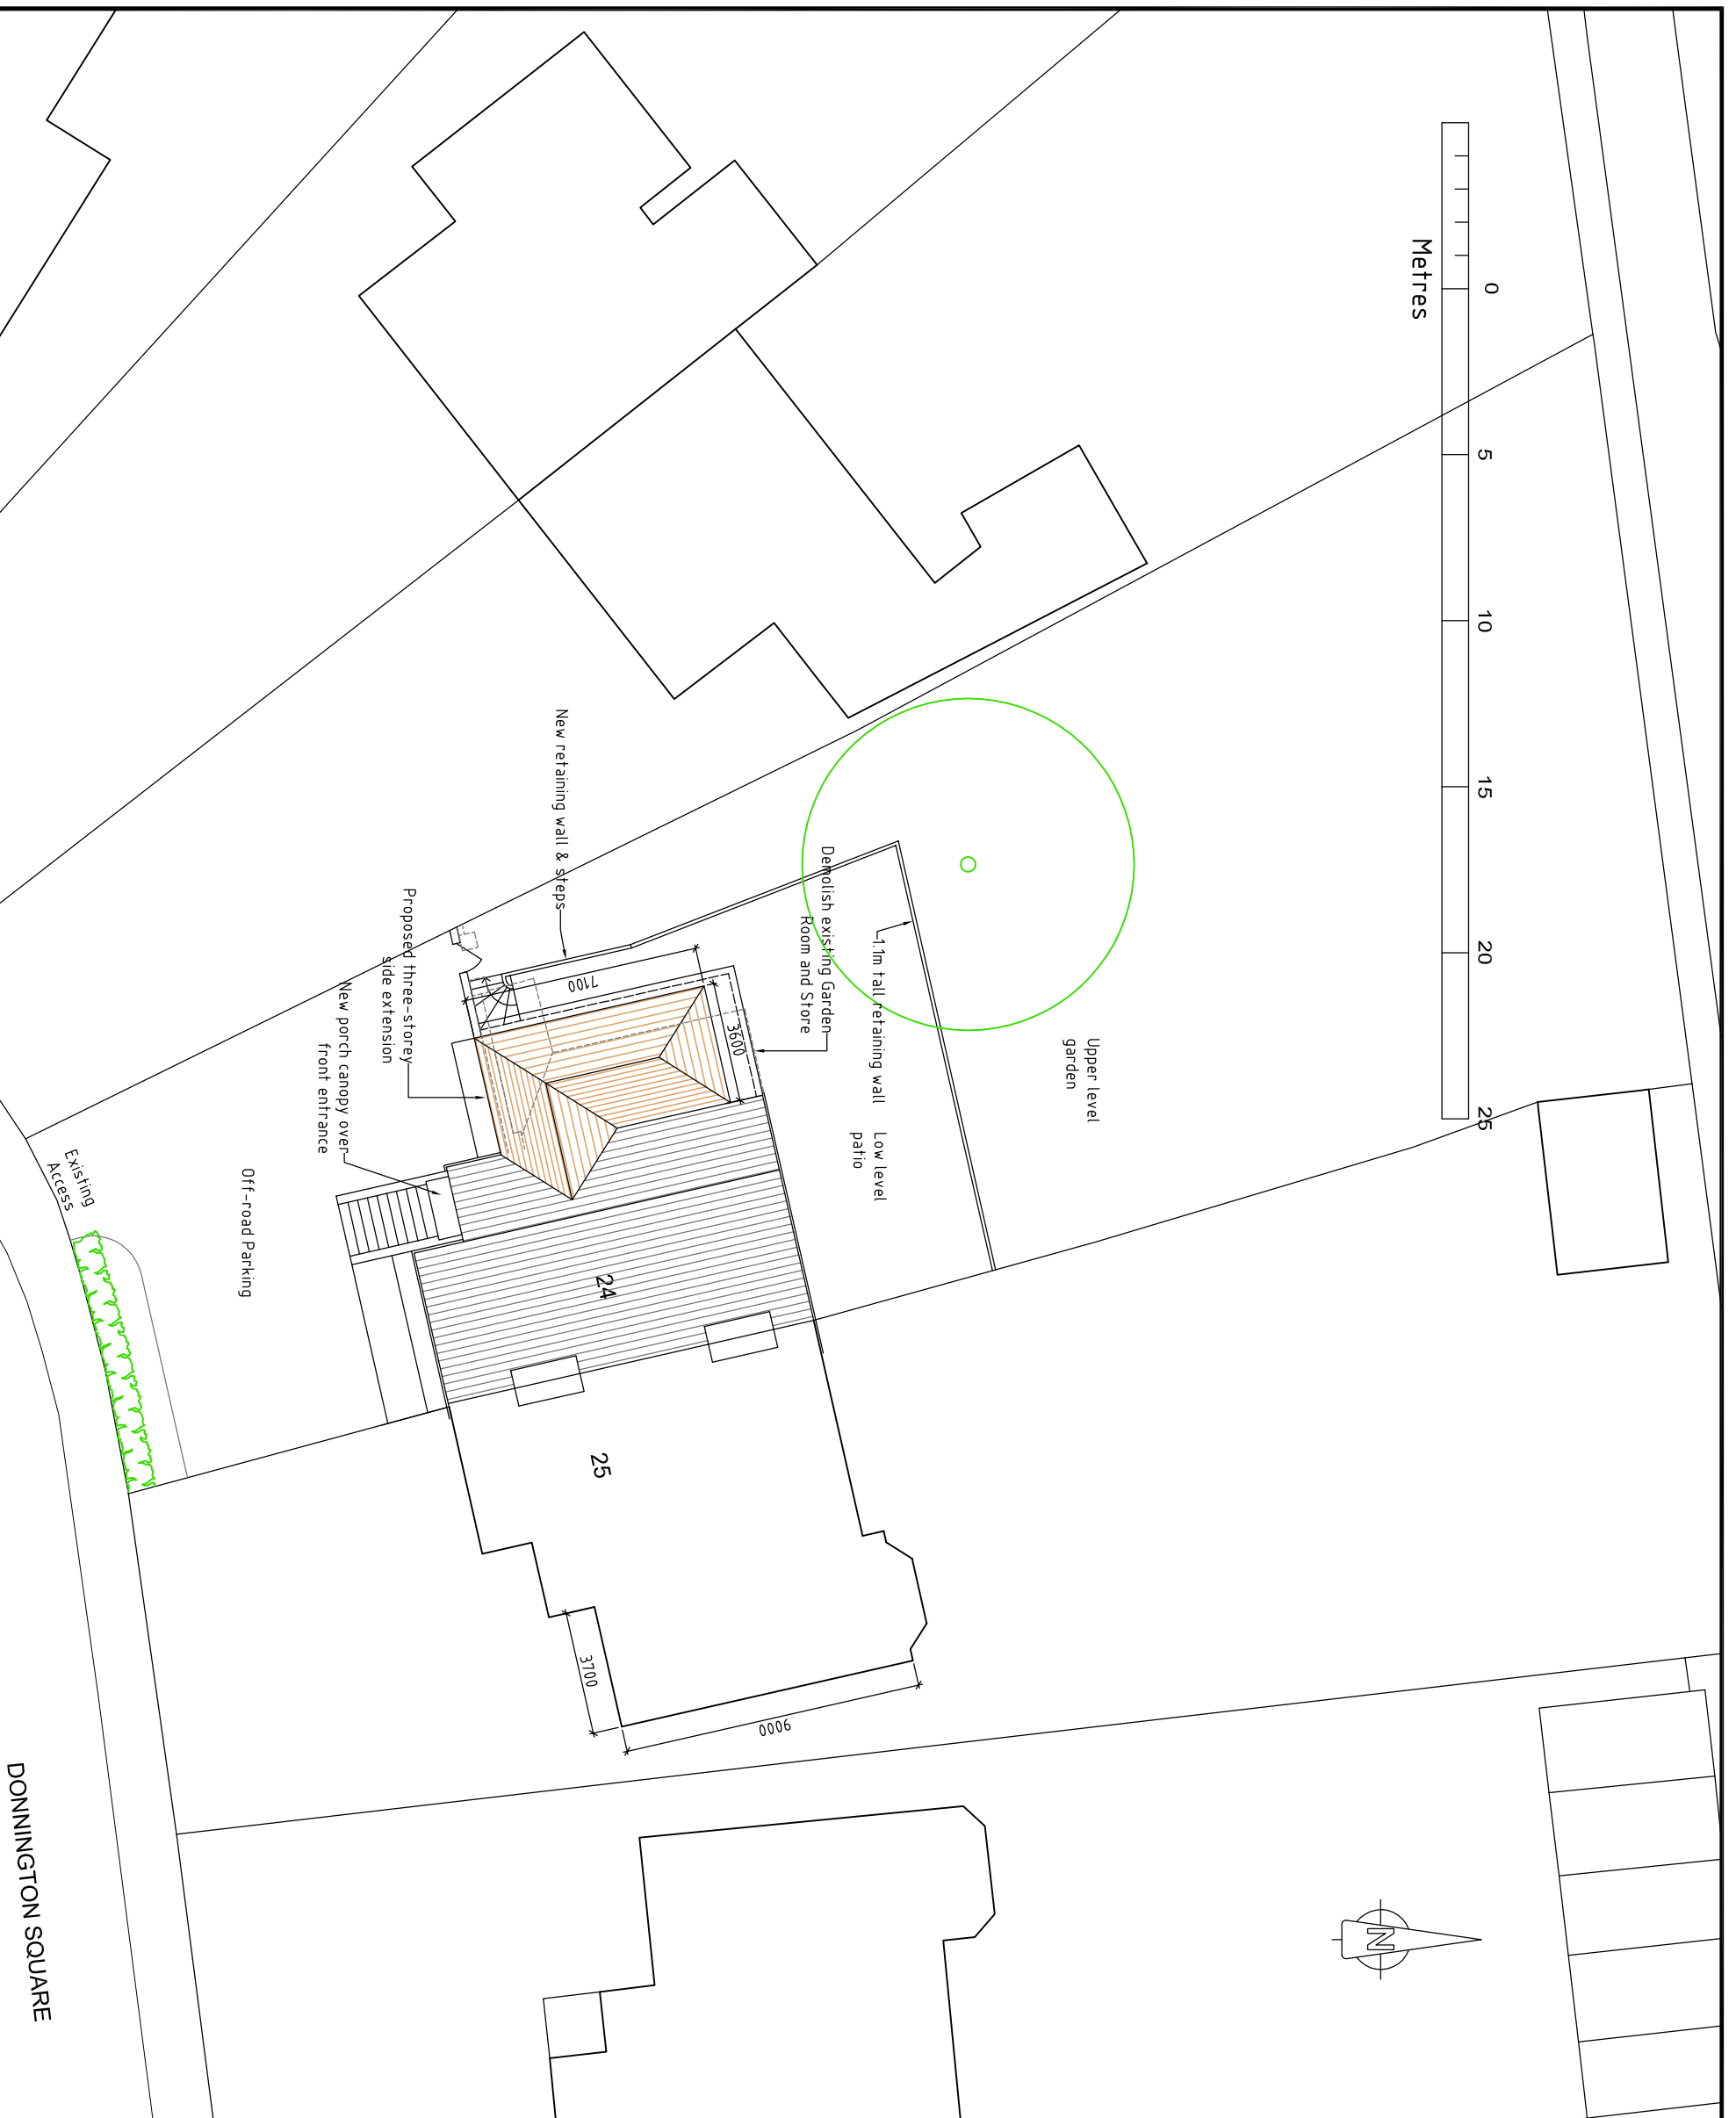 Metres
0
5
10
15
20
25
Upper level
garden
1.1m tall retaining wall
Low level
patio
Demolish existing Garden
Room and Store
New retaining wall & steps
Proposed three-storey
side extension
New porch canopy over
front entrance
7100
3600
24
25
3700
9000
Off-road Parking
Existing
Access
DONNINGTON SQUARE
N